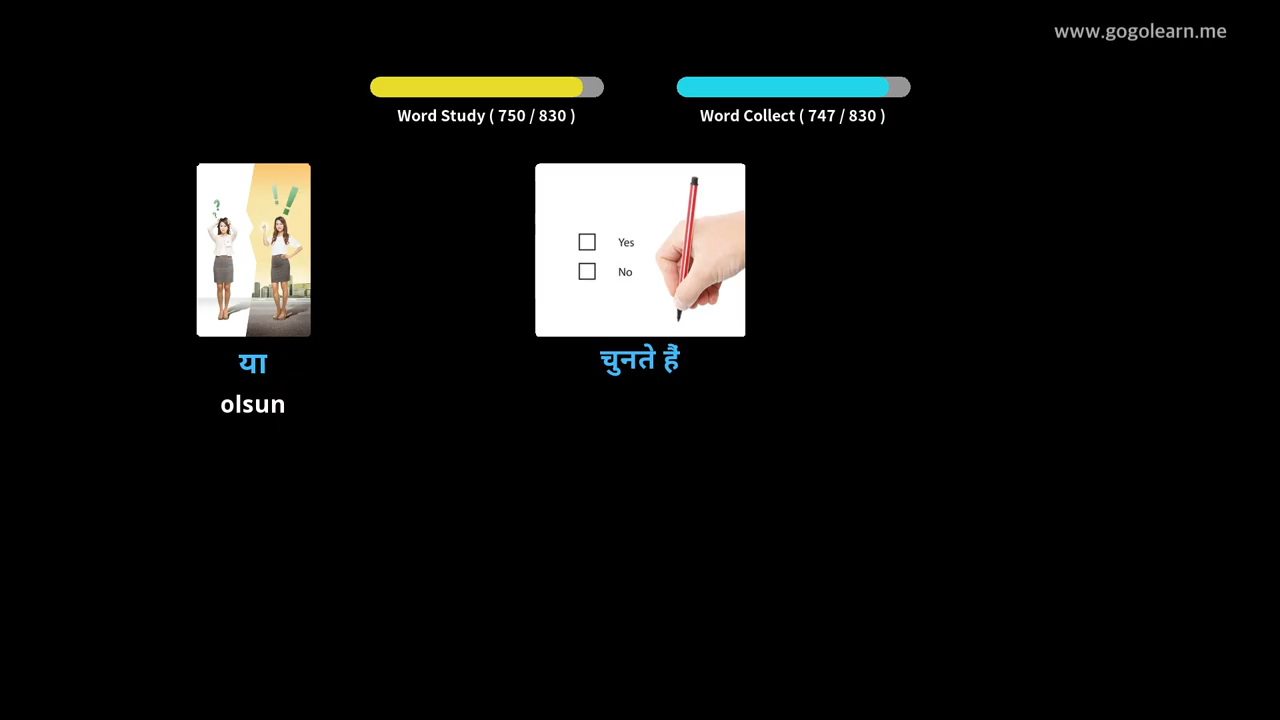 www.gogolearn.me
Word Study ( 750 / 830 )
Word Collect ( 747 / 830 )
Yes
No
या
चुनते हैं
olsun